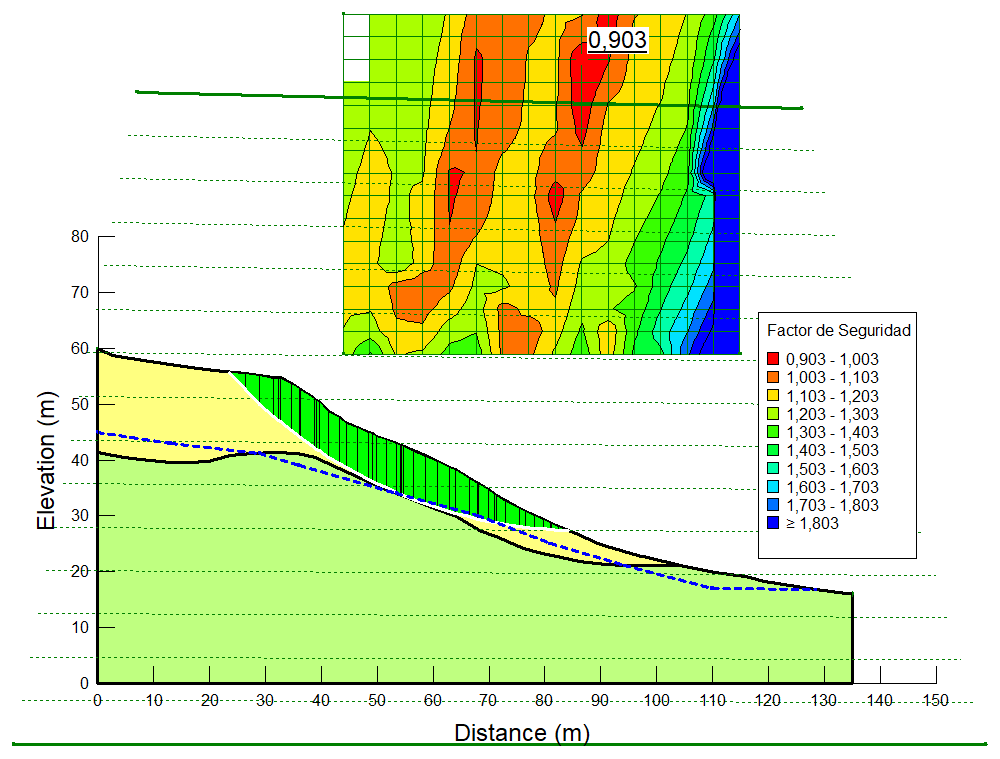 0,903
80
70
60
50
40
30
20
10
0
Elevation (m)
Factor de Seguridad
0,903 - 1,003
1,003 - 1,103
1,103 - 1,203
1,203 - 1,303
1,303 - 1,403
1,403 - 1,503
1,503 - 1,603
1,603 - 1,703
1,703 - 1,803
≥ 1,803
0 10 20 30 40 50 60 70 80 90 100 110 120 130 140 150
Distance (m)